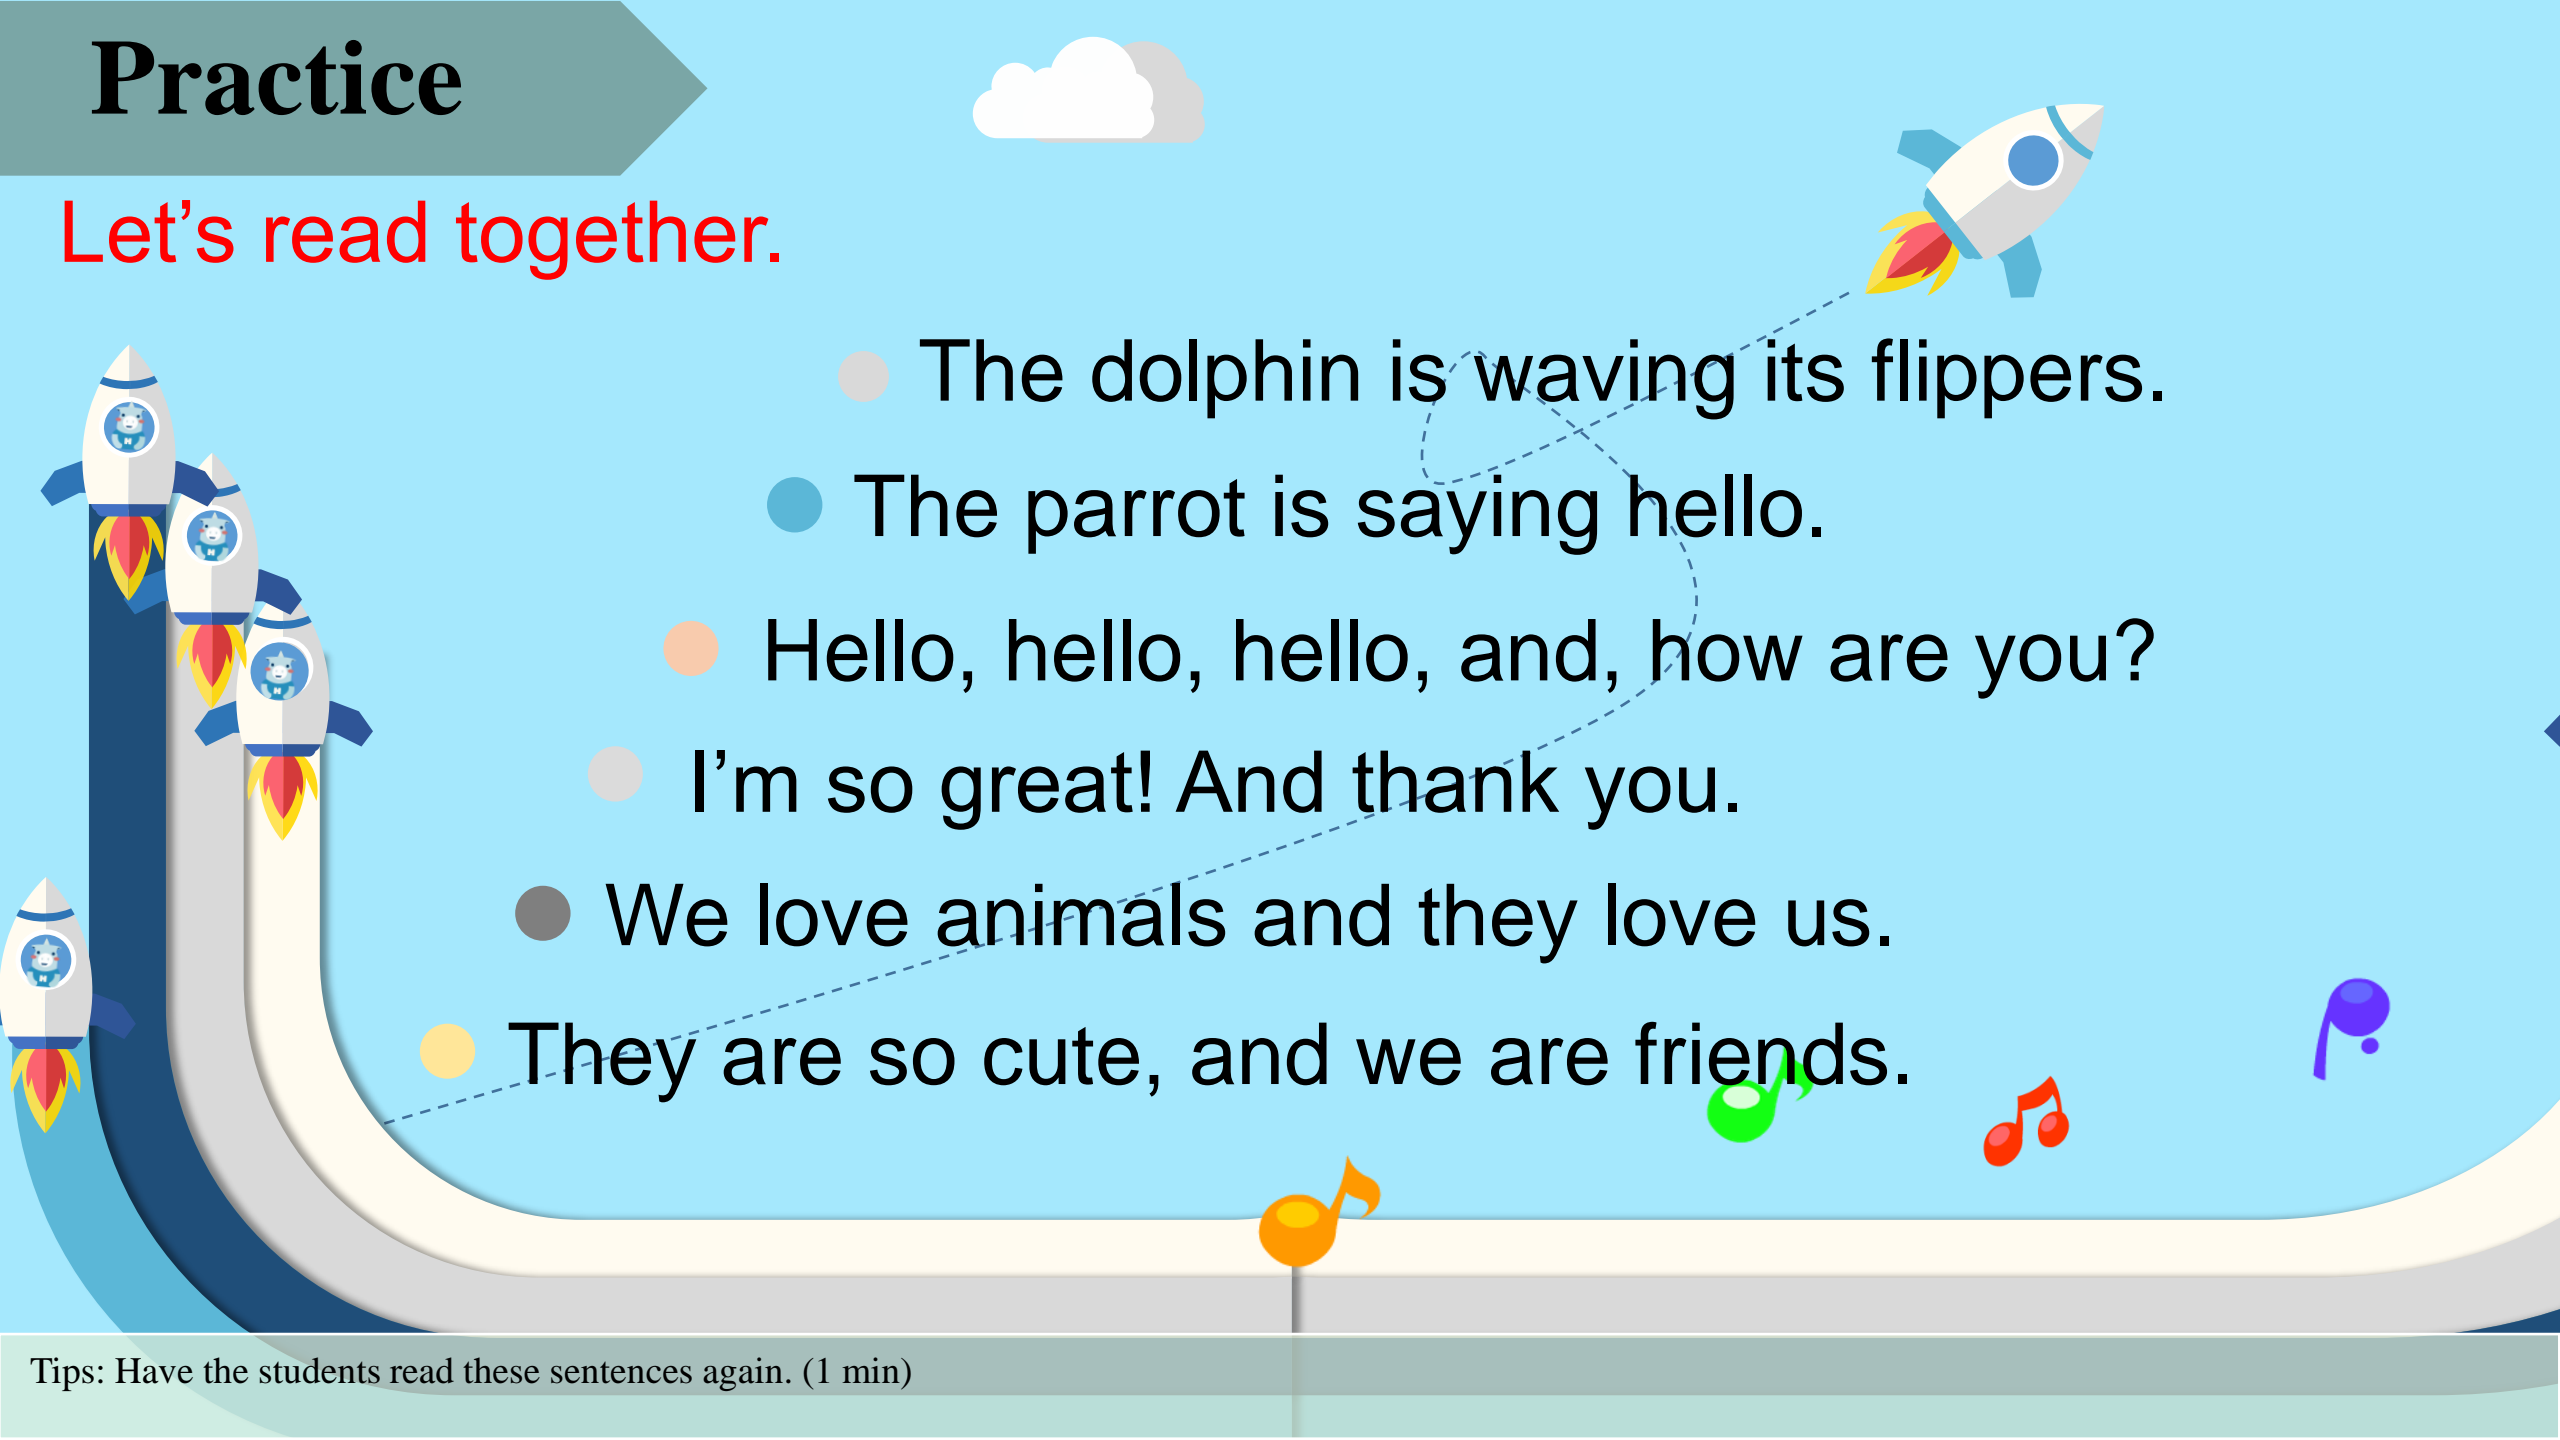 Practice
Let’s read together.
The dolphin is waving its flippers.
The parrot is saying hello.
Hello, hello, hello, and, how are you?
I’m so great! And thank you.
We love animals and they love us.
They are so cute, and we are friends.
Tips: Have the students read these sentences again. (1 min)